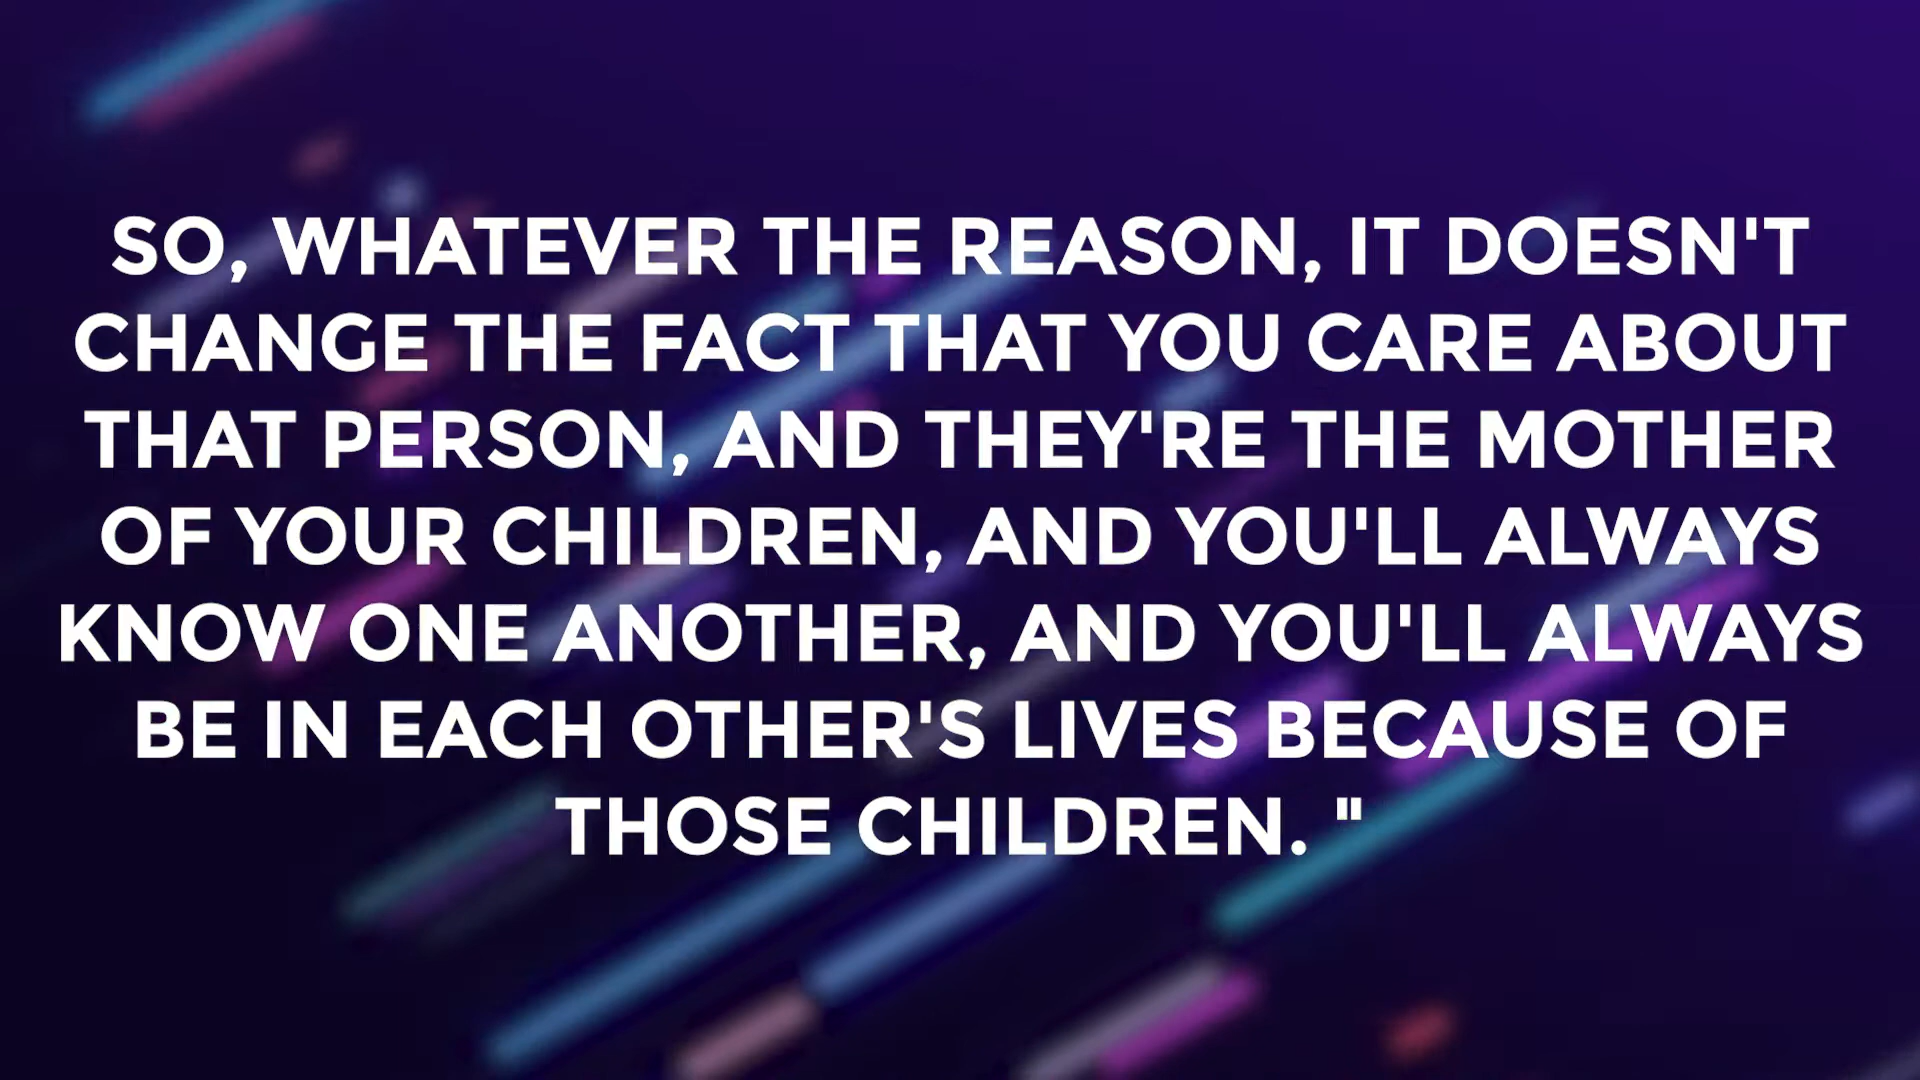 SO, WHATEVER THE REASON, IT DOESN'T
CHANGE THE FACT THAT YOU CARE ABOUT
THAT PERSON, AND THEY'RE THE MOTHER
OF YOUR CHILDREN, AND YOU'LL ALWAYS
KNOW ONE ANOTHER, AND YOU'LL ALWAYS
BE IN EACH OTHER'S LIVES BECAUSE OF
THOSE CHILDREN. "